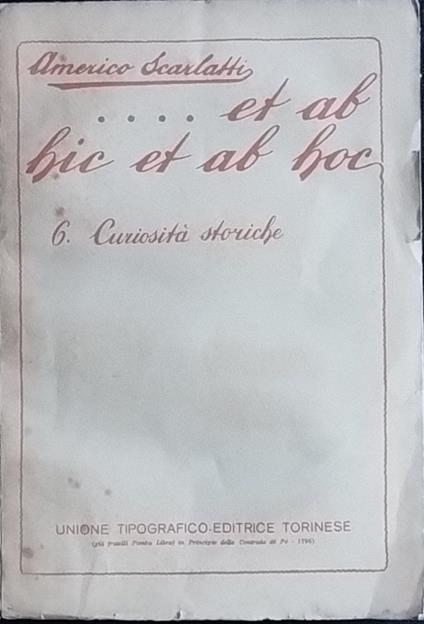 Americo Scarlatti
.... et ab
hic et ab hoc
6. Curiosità storiche
UNIONE TIPOGRAFICO-EDITRICE TORINESE
(già fratelli Pomba Librai in Principio della Contrada di Po - 1796)